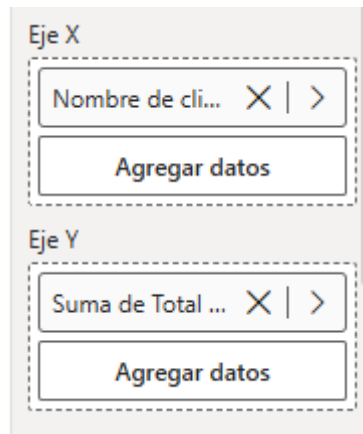 Eje X
Nombre de cli...
Agregar datos
Eje Y
Suma de Total ...
Agregar datos